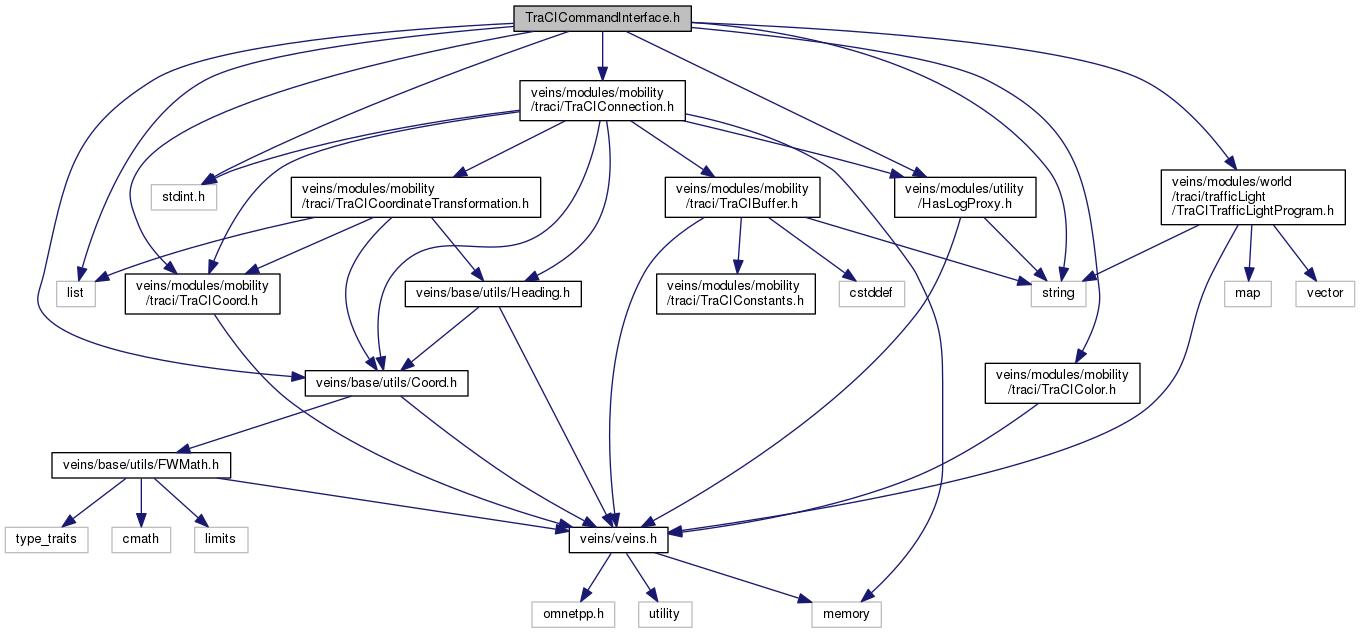 TraCICommandInterface.h
veins/modules/mobility
/traci/TraCIConnection.h
stdint.h
veins/modules/mobility
/traci/TraCICoordinateTransformation.h
veins/modules/mobility
/traci/TraCIBuffer.h
veins/modules/utility
/HasLogProxy.h
veins/modules/world
/traci/trafficLight
/TraCITrafficLightProgram.h
list
veins/modules/mobility
/traci/TraCICoord.h
veins/base/utils/Heading.h
veins/modules/mobility
/traci/TraCIConstants.h
cstddef
string
map
vector
veins/base/utils/Coord.h
veins/modules/mobility
/traci/TraCIColor.h
veins/base/utils/FWMath.h
type_traits
cmath
limits
veins/veins.h
omnetpp.h
utility
memory